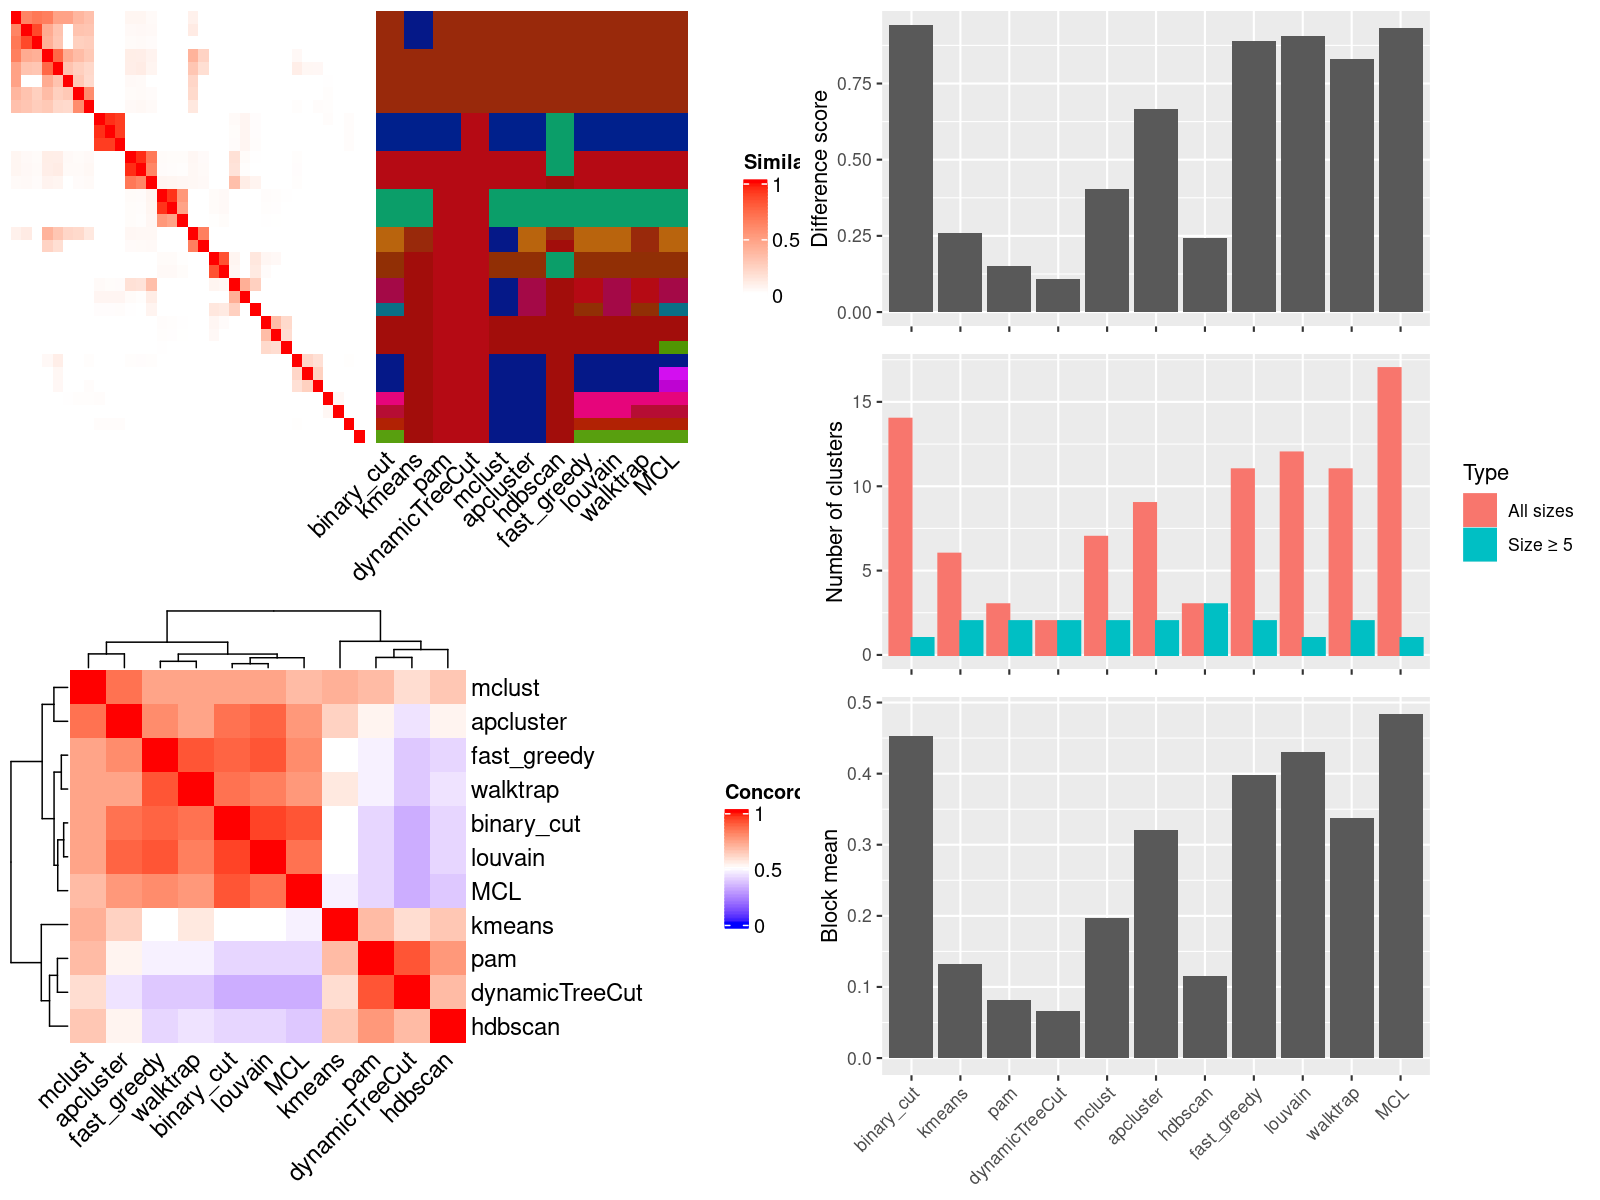 Simila
1
0.5
0
binary_cut
kmeans
pam
dynamicTreeCut
mclust
apcluster
hdbscan
fast_greedy
louvain
walktrap
MCL
mclust
apcluster
fast_greedy
walktrap
binary_cut
louvain
MCL
kmeans
pam
dynamicTreeCut
hdbscan
mclust
apcluster
fast_greedy
walktrap
binary_cut
louvain
MCL
kmeans
pam
dynamicTreeCut
hdbscan
Concord
1
0.5
0
Difference score
0.75
0.50
0.25
0.00
Number of clusters
15
10
5
0
Type
All sizes
Size ≥ 5
Block mean
0.5
0.4
0.3
0.2
0.1
0.0
binary_cut
kmeans
pam
dynamicTreeCut
mclust
apcluster
hdbscan
fast_greedy
louvain
walktrap
MCL